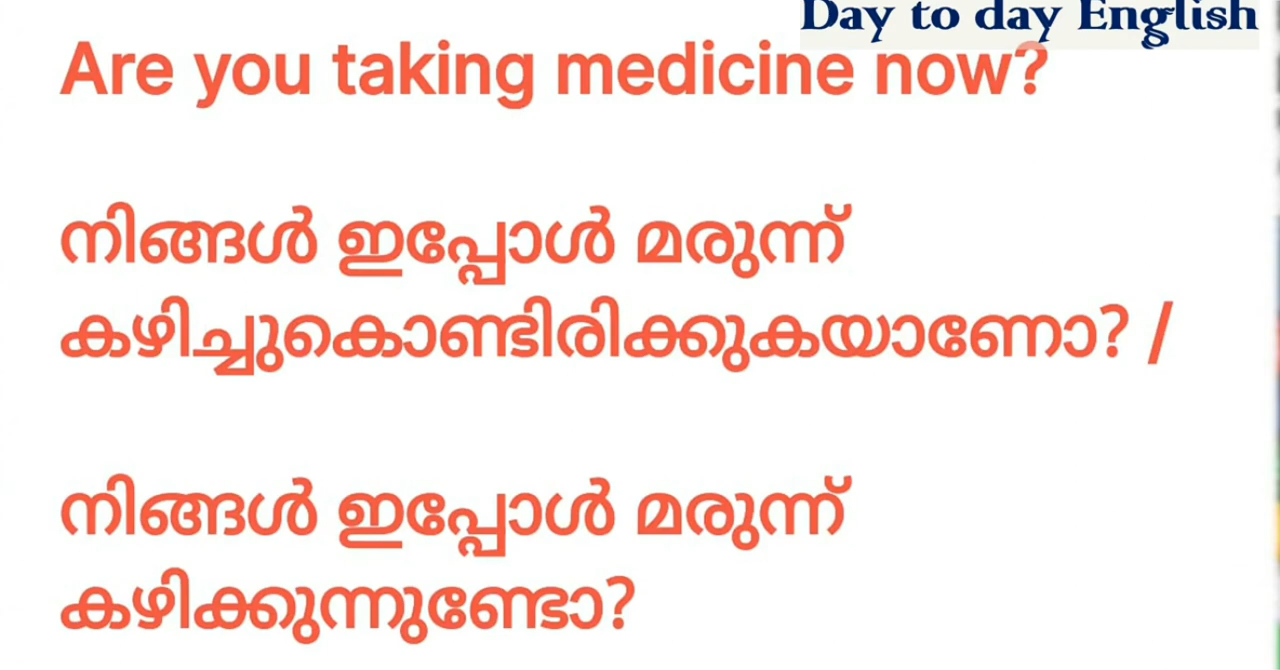 Day to day English
Are you taking medicine now?
നിങ്ങൾ ഇപ്പോൾ മരുന്ന്
കഴിച്ചുകൊണ്ടിരിക്കുകയാണോ? /
നിങ്ങൾ ഇപ്പോൾ മരുന്ന്
കഴിക്കുന്നുണ്ടോ?